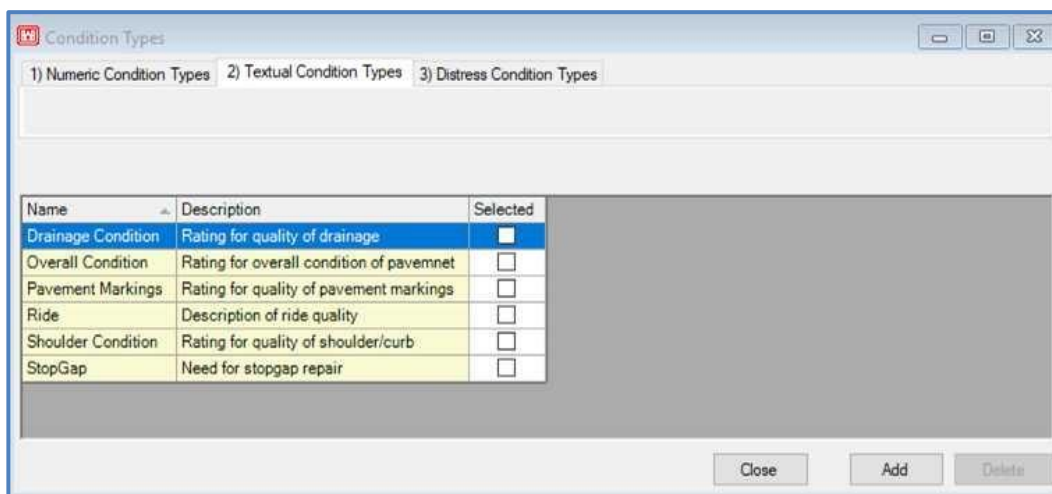 Condition Types
1) Numeric Condition Types 2) Textual Condition Types 3) Distress Condition Types
Name Description Selected
Drainage Condition Rating for quality of drainage
Overall Condition Rating for overall condition of pavemnet
Pavement Markings Rating for quality of pavement markings
Ride Description of ride quality
Shoulder Condition Rating for quality of shoulder/curb
StopGap Need for stopgap repair
Close Add Delete